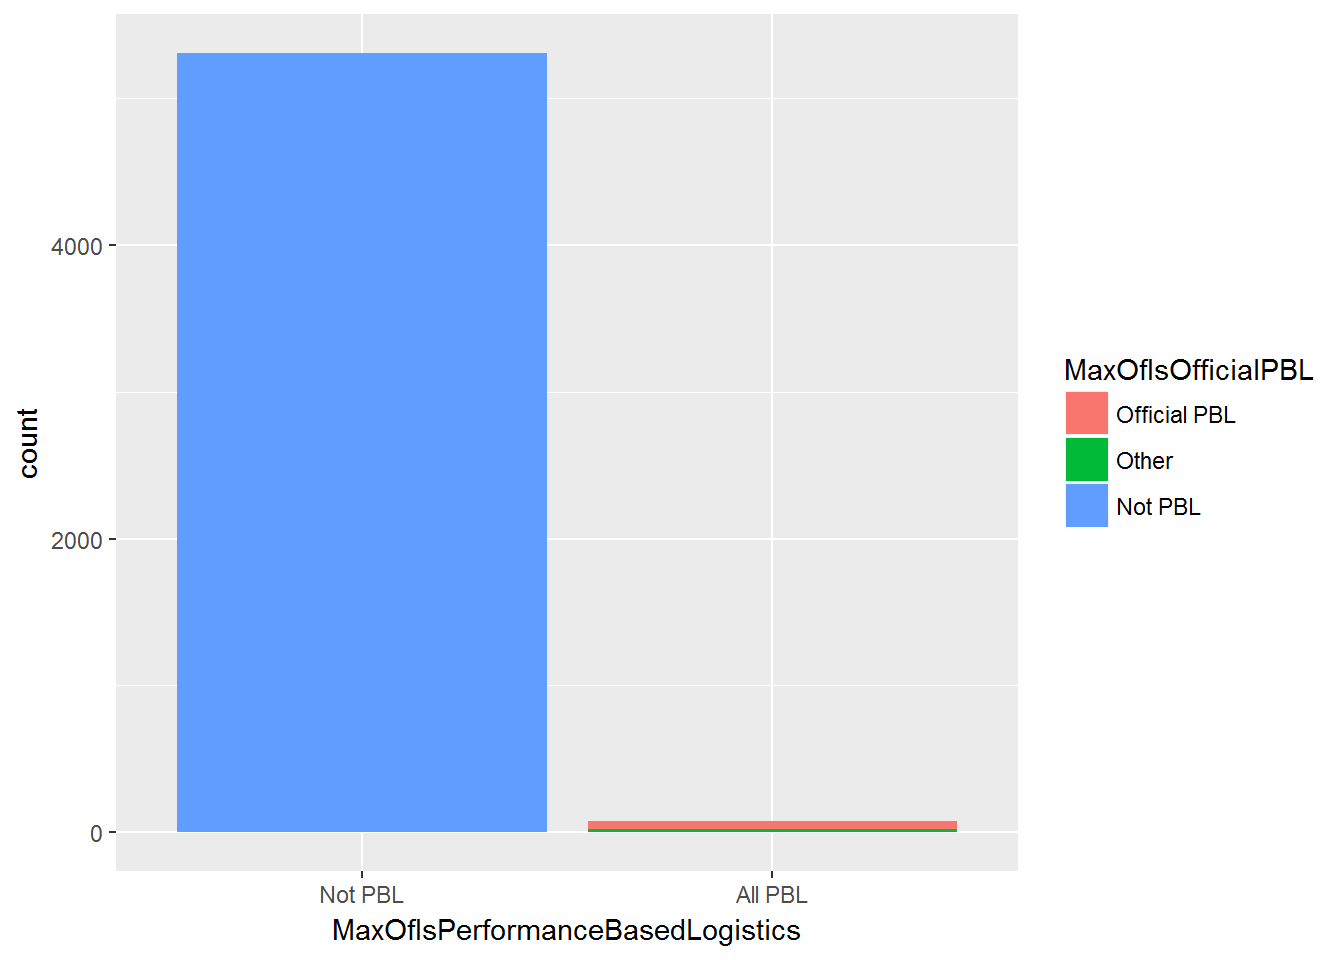 4000
2000
0
count
Not PBL
All PBL
MaxOfIsPerformanceBasedLogistics
MaxOfIsOfficialPBL
Official PBL
Other
Not PBL